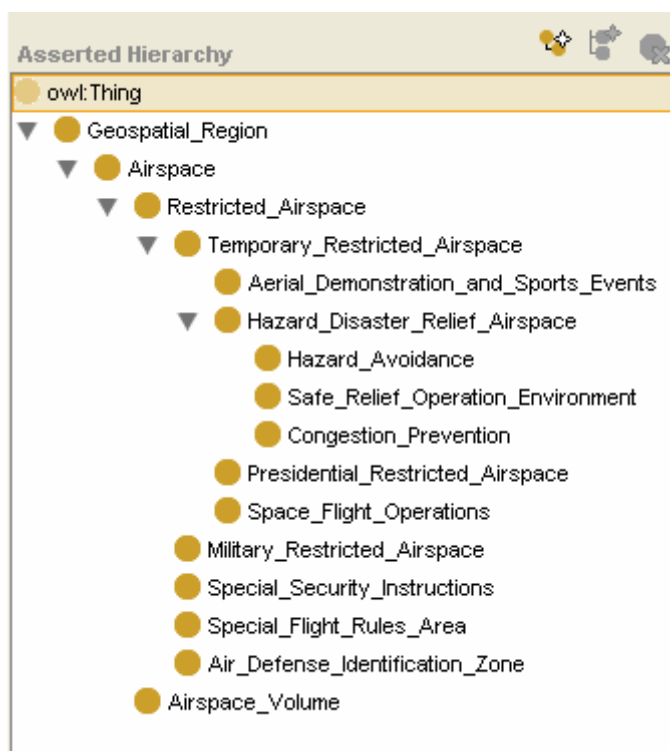 Asserted Hierarchy
owl:Thing
Geospatial_Region
Airspace
Restricted_Airspace
Temporary_Restricted_Airspace
Aerial_Demonstration_and_Sports_Events
Hazard_Disaster_Relief_Airspace
Hazard_Avoidance
Safe_Relief_Operation_Environment
Congestion_Prevention
Presidential_Restricted_Airspace
Space_Flight_Operations
Military_Restricted_Airspace
Special_Security_Instructions
Special_Flight_Rules_Area
Air_Defense_Identification_Zone
Airspace_Volume